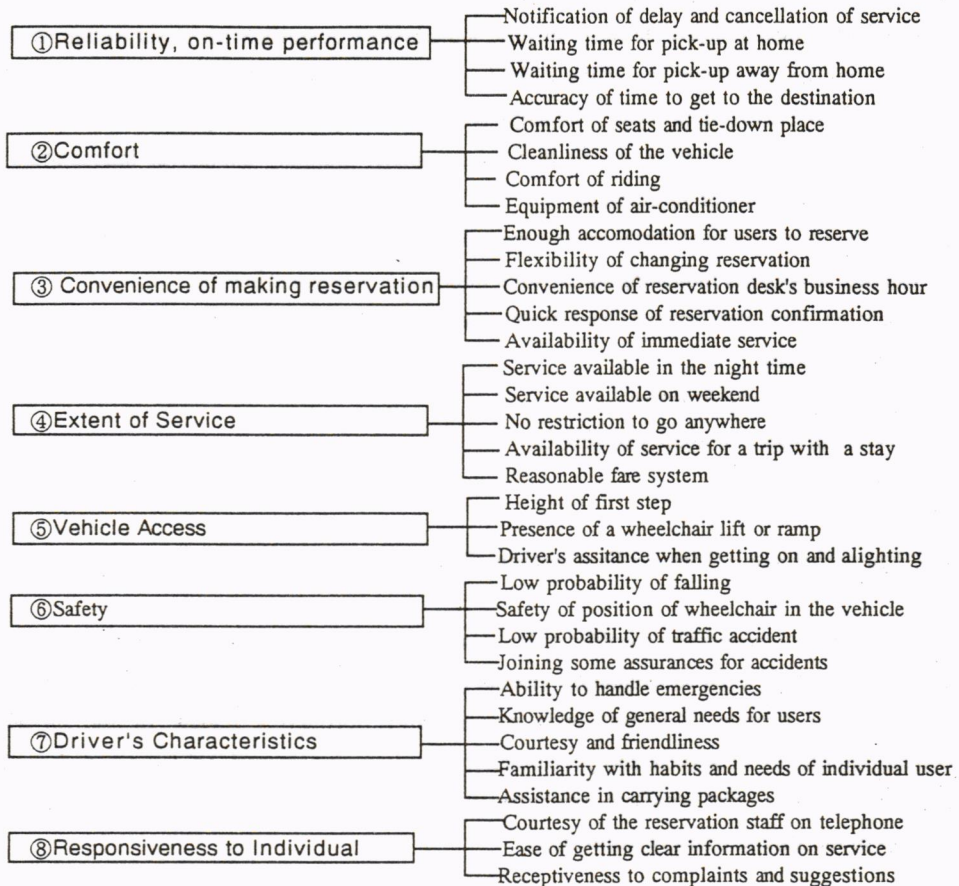 ①Reliability, on-time performance
Notification of delay and cancellation of service
Waiting time for pick-up at home
Waiting time for pick-up away from home
Accuracy of time to get to the destination
②Comfort
Comfort of seats and tie-down place
Cleanliness of the vehicle
Comfort of riding
Equipment of air-conditioner
③ Convenience of making reservation
Enough accomodation for users to reserve
Flexibility of changing reservation
Convenience of reservation desk's business hour
Quick response of reservation confirmation
Availability of immediate service
④Extent of Service
Service available in the night time
Service available on weekend
No restriction to go anywhere
Availability of service for a trip with a stay
Reasonable fare system
⑤Vehicle Access
Height of first step
Presence of a wheelchair lift or ramp
Driver's assitance when getting on and alighting
⑥Safety
Low probability of falling
Safety of position of wheelchair in the vehicle
Low probability of traffic accident
Joining some assurances for accidents
⑦Driver's Characteristics
Ability to handle emergencies
Knowledge of general needs for users
Courtesy and friendliness
Familiarity with habits and needs of individual user
Assistance in carrying packages
⑧Responsiveness to Individual
Courtesy of the reservation staff on telephone
Ease of getting clear information on service
Receptiveness to complaints and suggestions